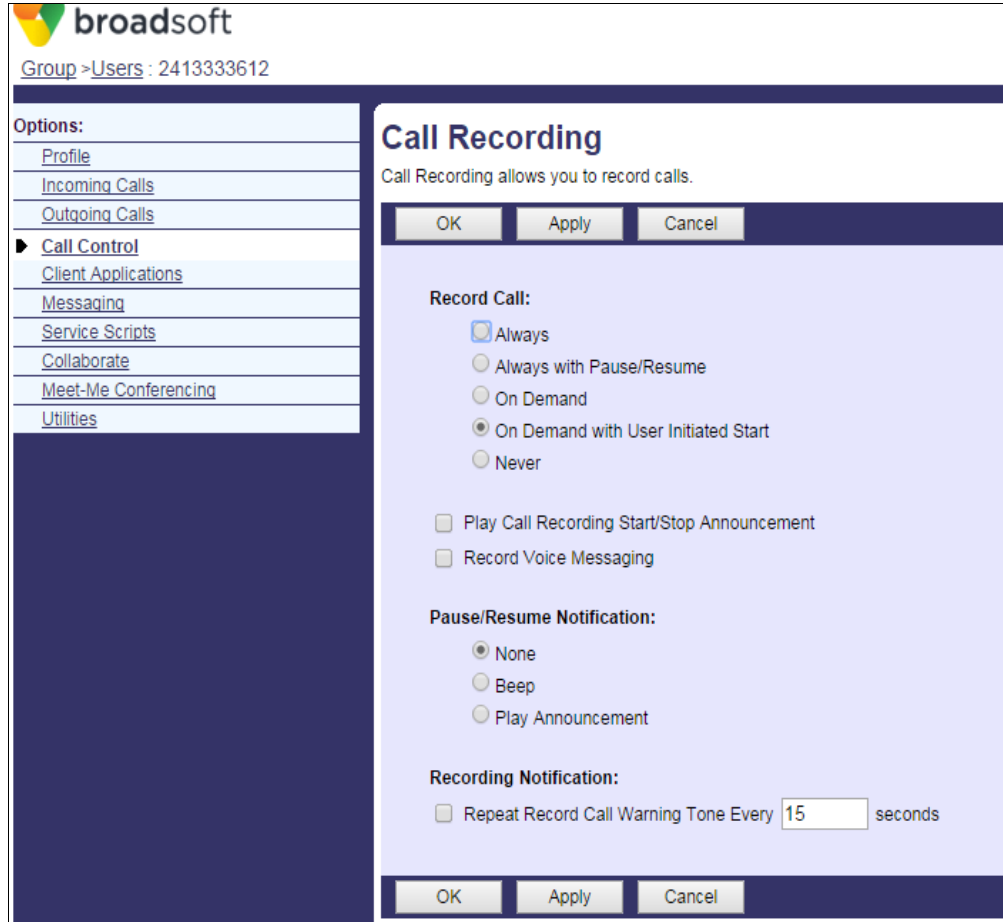 broadsoft
Group >Users : 2413333612
Options:
Profile
Incoming Calls
Outgoing Calls
Call Control
Client Applications
Messaging
Service Scripts
Collaborate
Meet-Me Conferencing
Utilities
Call Recording
Call Recording allows you to record calls.
OK Apply Cancel
Record Call:
Always
Always with Pause/Resume
On Demand
On Demand with User Initiated Start
Never
Play Call Recording Start/Stop Announcement
Record Voice Messaging
Pause/Resume Notification:
None
Beep
Play Announcement
Recording Notification:
Repeat Record Call Warning Tone Every 15 seconds
OK Apply Cancel